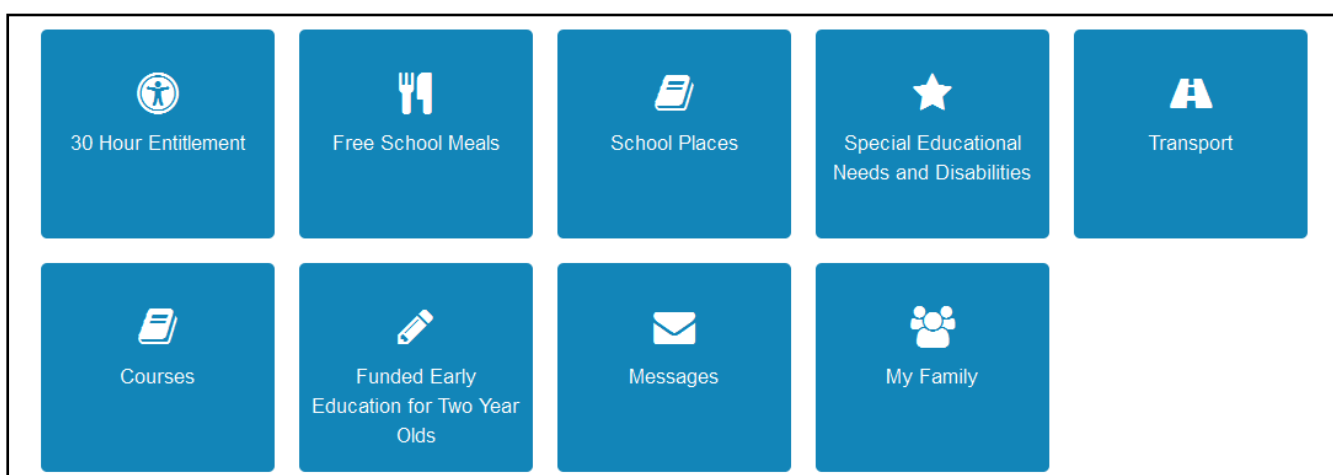 30 Hour Entitlement
Free School Meals
School Places
Special Educational
Needs and Disabilities
Transport
Courses
Funded Early
Education for Two Year
Olds
Messages
My Family